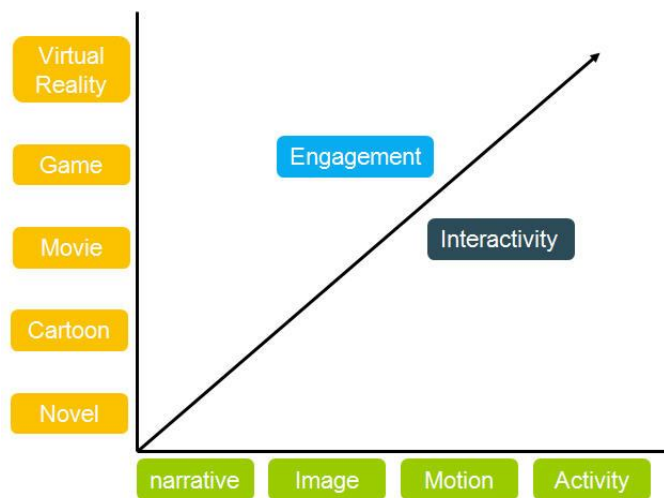 Virtual
Reality
Engagement
Game
Movie
Interactivity
Cartoon
Novel
narrative
Image
Motion
Activity